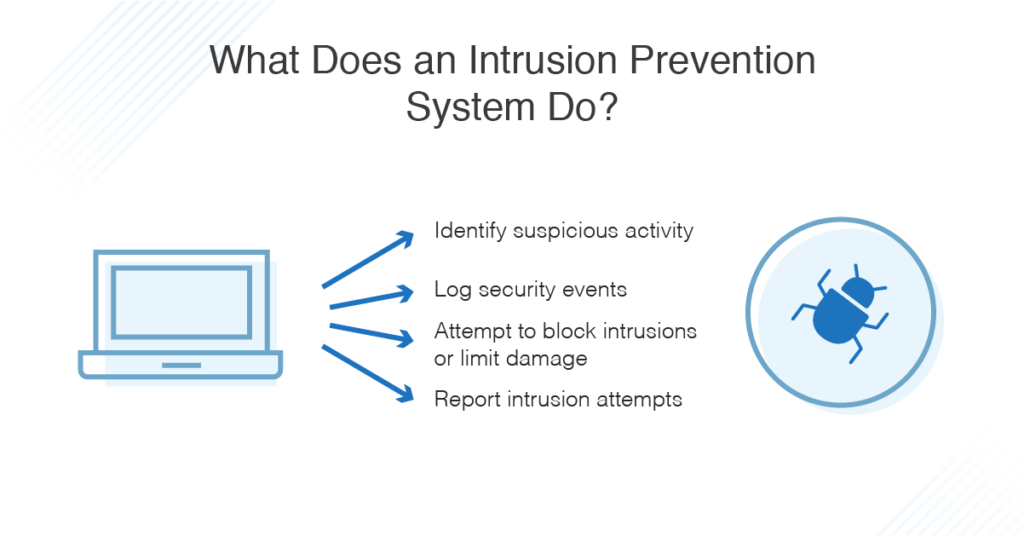 What Does an Intrusion Prevention
System Do?
Identify suspicious activity
Log security events
Attempt to block intrusions
or limit damage
Report intrusion attempts